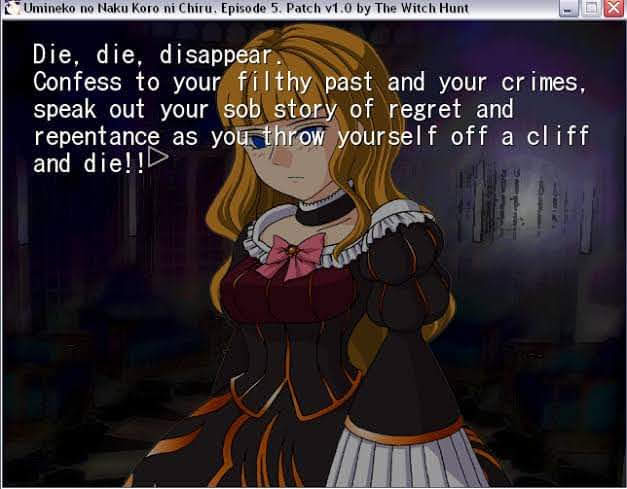 Umineko no Naku Koro ni Chiru, Episode 5. Patch v1.0 by The Witch Hunt
Die, die, disappear.
Confess to your filthy past and your crimes,
speak out your sob story of regret and
repentance as you throw yourself off a cliff
and die!!